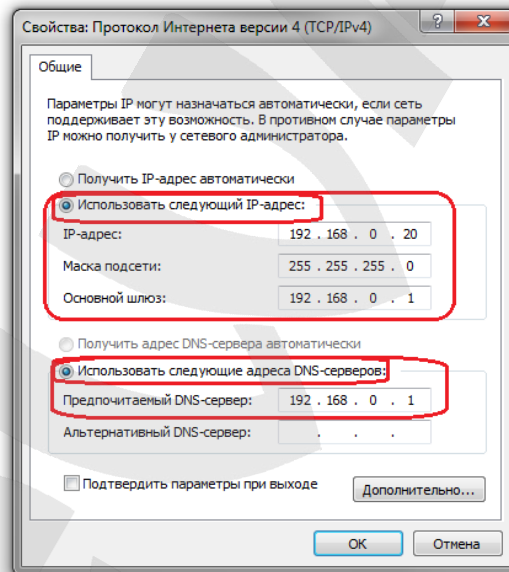 Свойства: Протокол Интернета версии 4 (TCP/IPv4)
Общие
Параметры IP могут назначаться автоматически, если сеть
поддерживает эту возможность. В противном случае параметры
IP можно получить у сетевого администратора.
Получить IP-адрес автоматически
Использовать следующий IP-адрес:
IP-адрес: 192 . 168 . 0 . 20
Маска подсети: 255 . 255 . 255 . 0
Основной шлюз: 192 . 168 . 0 . 1
Получить адрес DNS-сервера автоматически
Использовать следующие адреса DNS-серверов:
Предпочитаемый DNS-сервер: 192 . 168 . 0 . 1
Альтернативный DNS-сервер: . . .
Подтвердить параметры при выходе
Дополнительно...
ОК Отмена